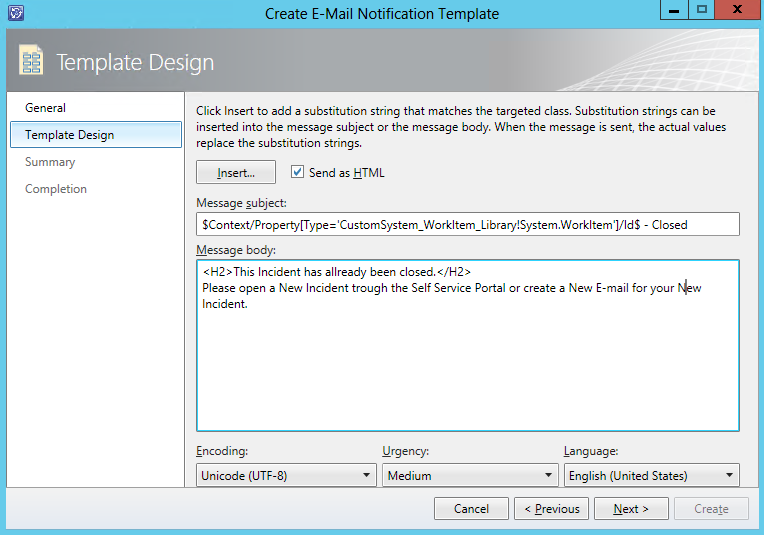 Create E-Mail Notification Template
Template Design
General
Template Design
Summary
Completion
Click Insert to add a substitution string that matches the targeted class. Substitution strings can be
inserted into the message subject or the message body. When the message is sent, the actual values
replace the substitution strings.
Insert...
Send as HTML
Message subject:
$Context/Property[Type='CustomSystem_WorkItem_Library!System.WorkItem']/Id$ - Closed
Message body:
<H2>This Incident has allready been closed.</H2>
Please open a New Incident trough the Self Service Portal or create a New E-mail for your New
Incident.
Encoding: Urgency: Language:
Unicode (UTF-8) Medium English (United States)
Cancel < Previous Next > Create